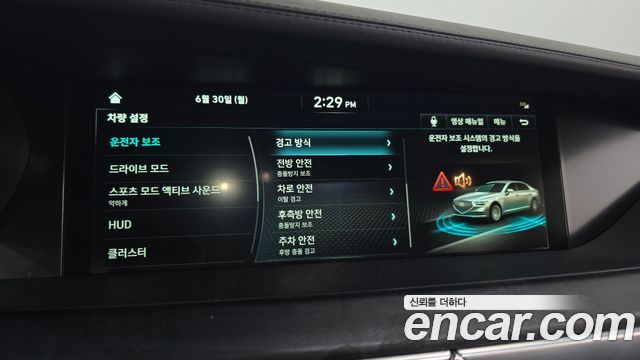 6월 30일 (월)
2:29 PM
차량 설정
영상 매뉴얼
메뉴
운전자 보조
드라이브 모드
스포츠 모드 액티브 사운드
약하게
HUD
클러스터
경고 방식
전방 안전
충돌방지 보조
차로 안전
이탈 경고
후측방 안전
충돌방지 보조
주차 안전
후방 충돌 경고
운전자 보조 시스템의 경고 방식을
설정합니다.
신뢰를 더하다
encar.com